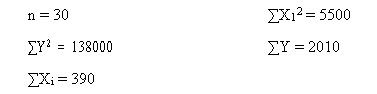 n = 30
∑X₁² = 5500
∑Y² = 138000
∑Y = 2010
∑Xᵢ = 390